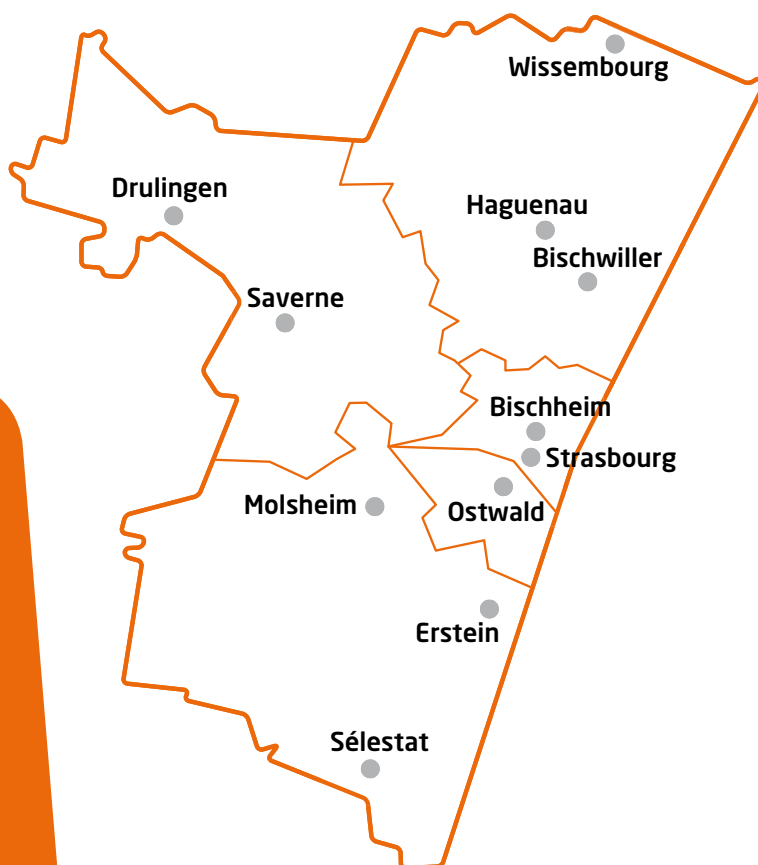 Wissembourg
Drulingen
Haguenau
Bischwiller
Saverne
Bischheim
Strasbourg
Molsheim
Ostwald
Erstein
Sélestat